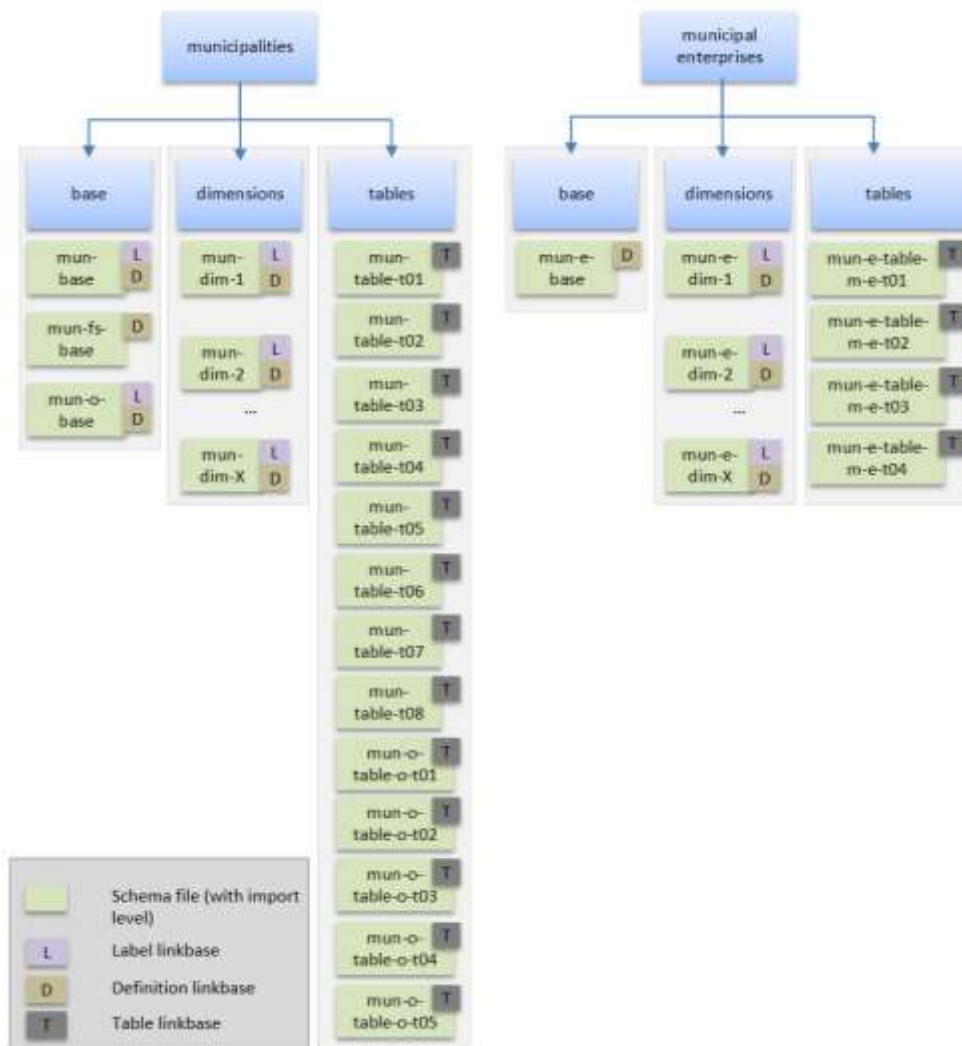 municipalities
municipal
enterprises
base
dimensions
tables
base
dimensions
tables
mun-
base
L
D
mun-fs-
base
D
mun-o-
base
L
D
mun-
dim-1
L
D
mun-
dim-2
L
D
...
mun-
dim-X
L
D
mun-
table-t01
T
mun-
table-t02
T
mun-
table-t03
T
mun-
table-t04
T
mun-
table-t05
T
mun-
table-t06
T
mun-
table-t07
T
mun-
table-t08
T
mun-o-
table-o-t01
T
mun-o-
table-o-t02
T
mun-o-
table-o-t03
T
mun-o-
table-o-t04
T
mun-o-
table-o-t05
T
mun-e-
base
D
mun-e-
dim-1
L
D
mun-e-
dim-2
L
D
...
mun-e-
dim-X
L
D
mun-e-table-
m-e-t01
T
mun-e-table-
m-e-t02
T
mun-e-table-
m-e-t03
T
mun-e-table-
m-e-t04
T
Schema file (with import
level)
L Label linkbase
D Definition linkbase
T Table linkbase